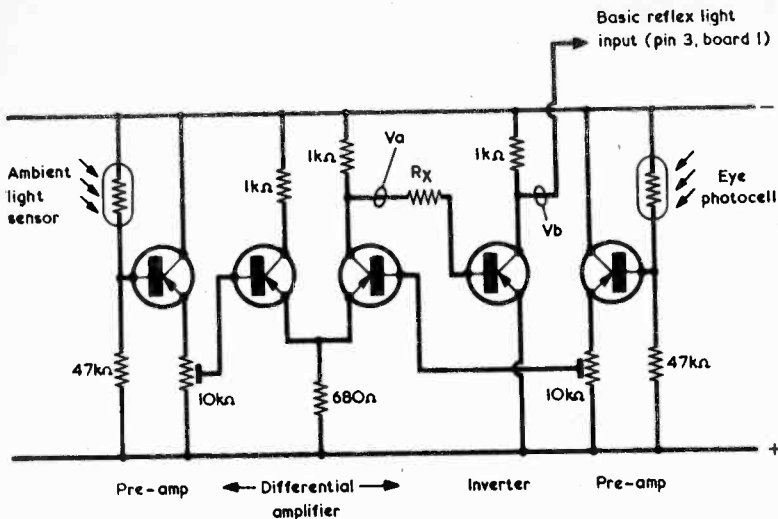 Basic reflex light
input (pin 3, board 1)
−
1kΩ
1kΩ
Va
Rx
1kΩ
Vb
Ambient
light
sensor
Eye
photocell
47kΩ
10kΩ
680Ω
10kΩ
47kΩ
+
Pre-amp
Differential
amplifier
Inverter
Pre-amp